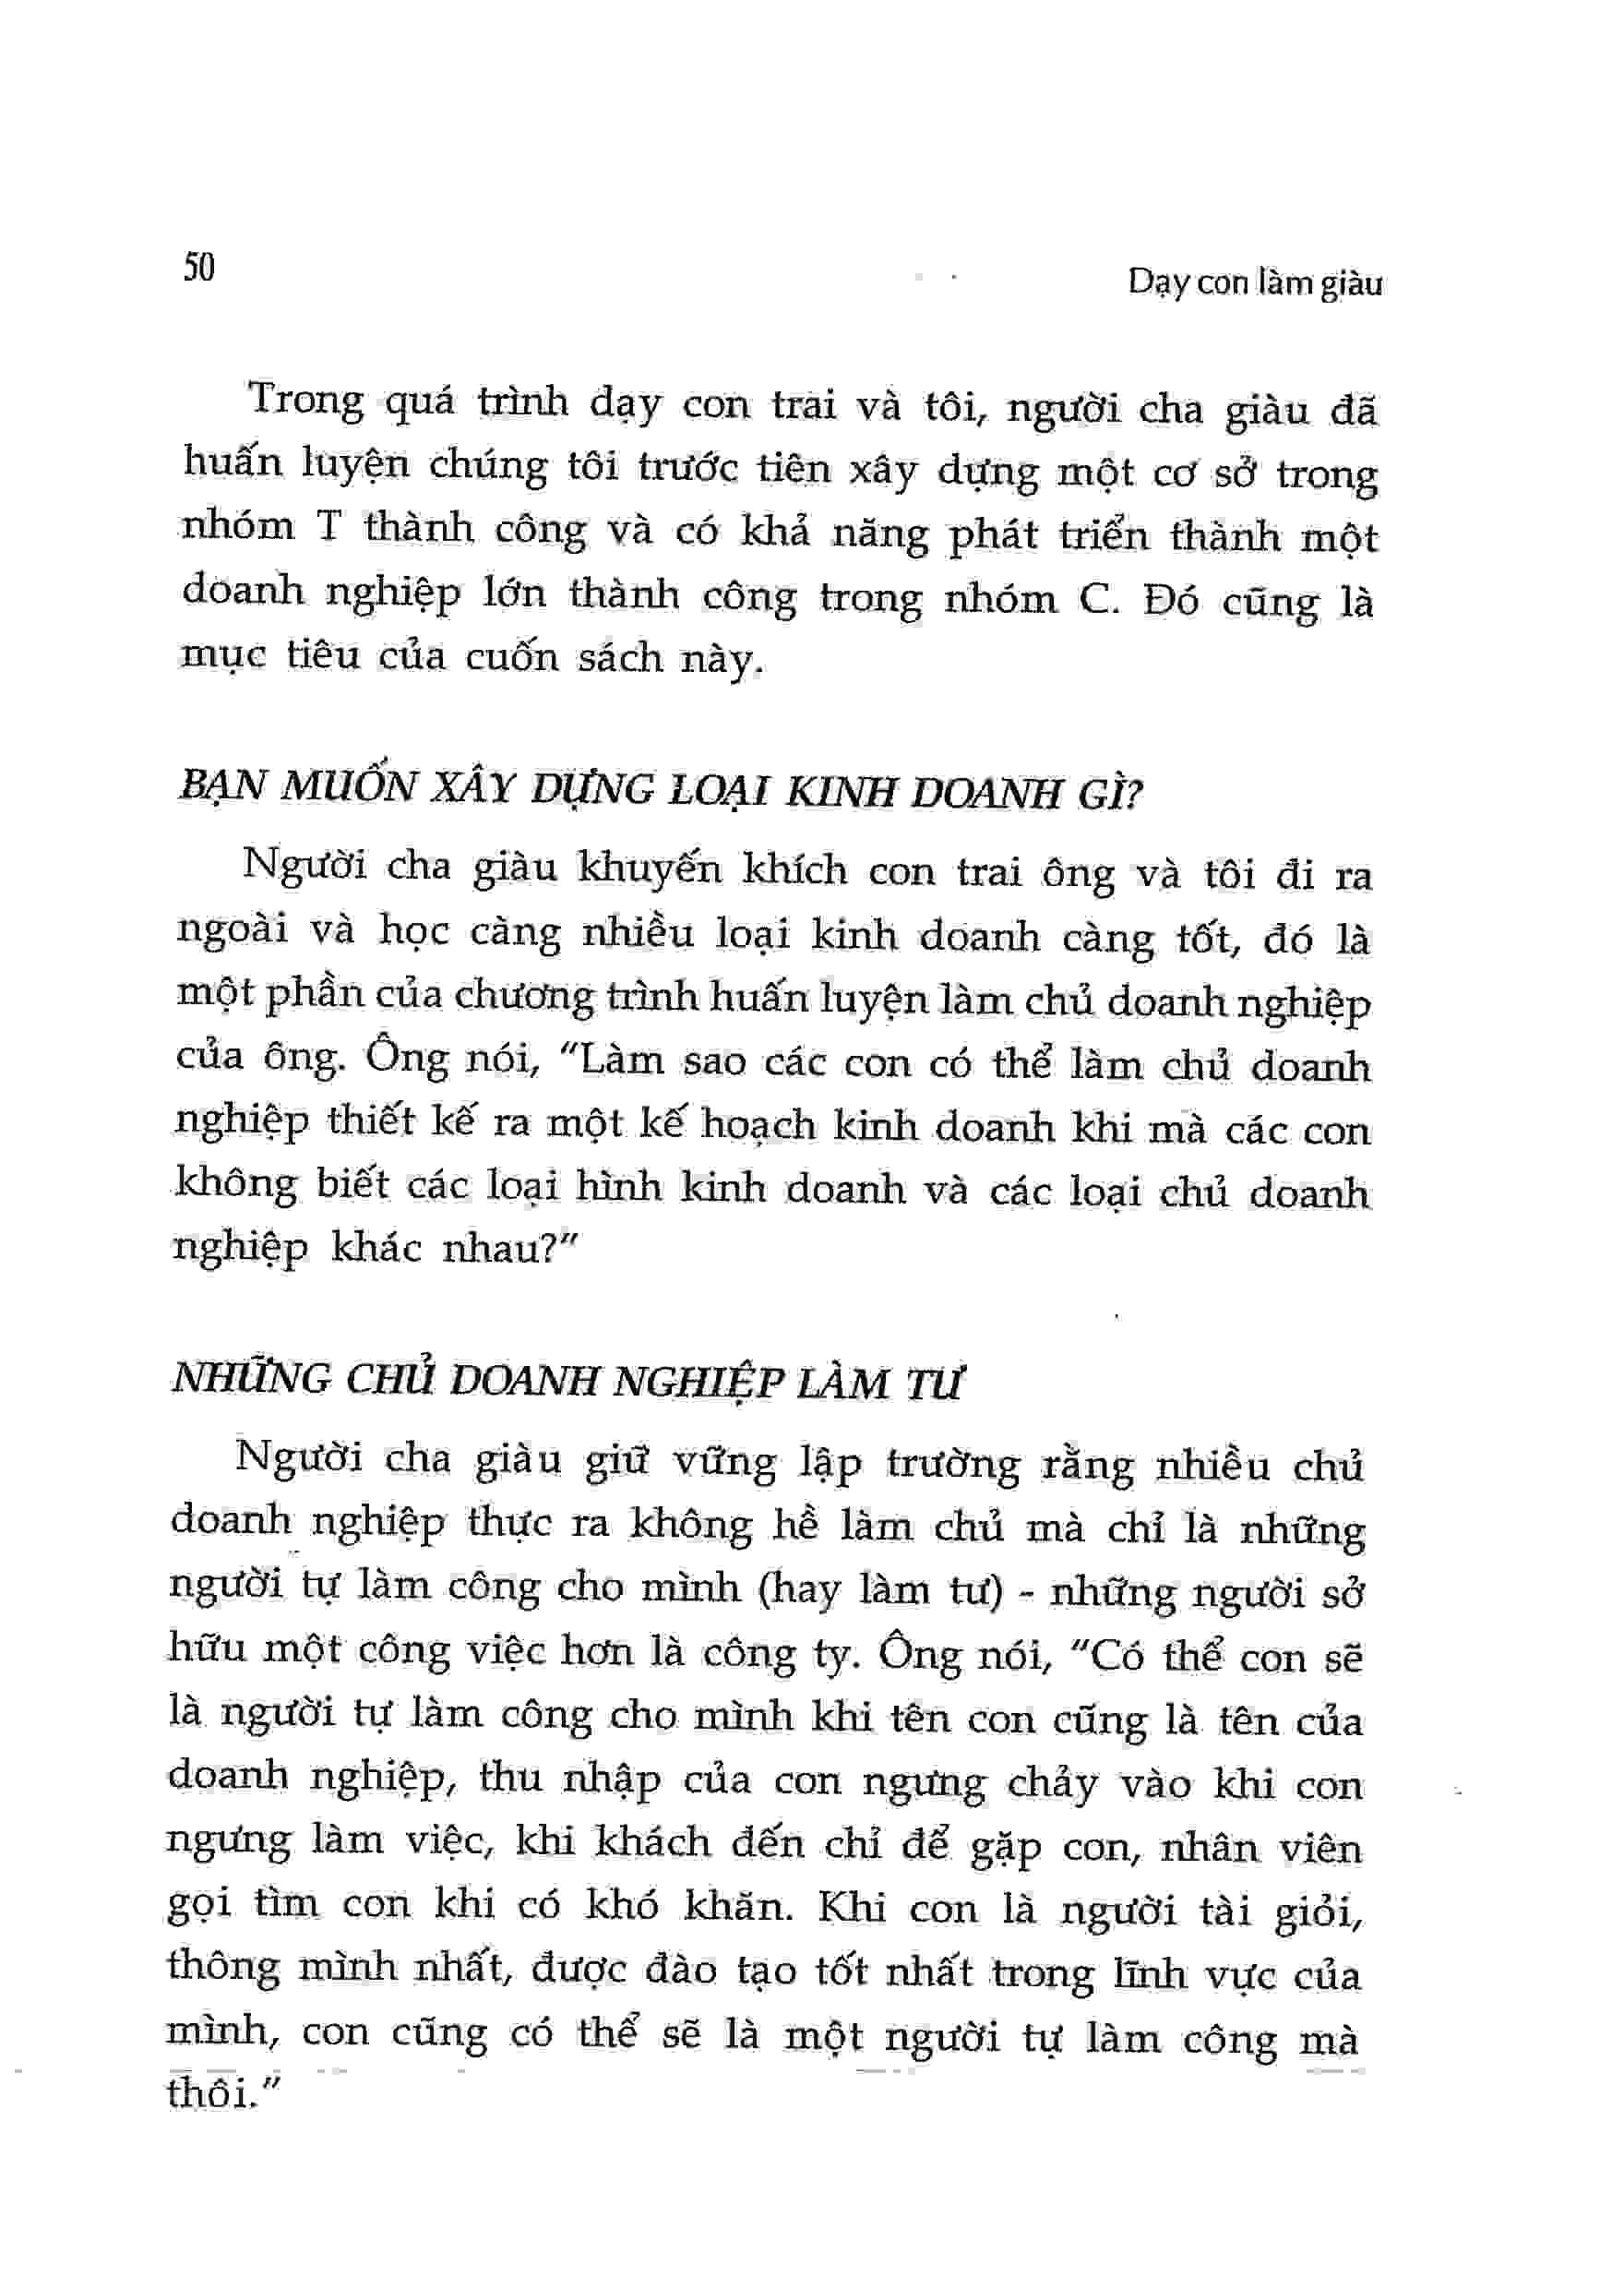 50
Dạy con làm giàu
Trong quá trình dạy con trai và tôi, người cha giàu đã
huấn luyện chúng tôi trước tiên xây dựng một cơ sở trong
nhóm T thành công và có khả năng phát triển thành một
doanh nghiệp lớn thành công trong nhóm C. Đó cũng là
mục tiêu của cuốn sách này.
BẠN MUỐN XÂY DỰNG LOẠI KINH DOANH GÌ?
Người cha giàu khuyến khích con trai ông và tôi đi ra
ngoài và học càng nhiều loại kinh doanh càng tốt, đó là
một phần của chương trình huấn luyện làm chủ doanh nghiệp
của ông. Ông nói, "Làm sao các con có thể làm chủ doanh
nghiệp thiết kế ra một kế hoạch kinh doanh khi mà các con
không biết các loại hình kinh doanh và các loại chủ doanh
nghiệp khác nhau?"
NHỮNG CHỦ DOANH NGHIỆP LÀM TƯ
Người cha giàu giữ vững lập trường rằng nhiều chủ
doanh nghiệp thực ra không hề làm chủ mà chỉ là những
người tự làm công cho mình (hay làm tư) - những người sở
hữu một công việc hơn là công ty. Ông nói, "Có thể con sẽ
là người tự làm công cho mình khi tên con cũng là tên của
doanh nghiệp, thu nhập của con ngưng chảy vào khi con
ngưng làm việc, khi khách đến chỉ để gặp con, nhân viên
gọi tìm con khi có khó khăn. Khi con là người tài giỏi,
thông mình nhất, được đào tạo tốt nhất trong lĩnh vực của
mình, con cũng có thể sẽ là một người tự làm công mà
thôi."